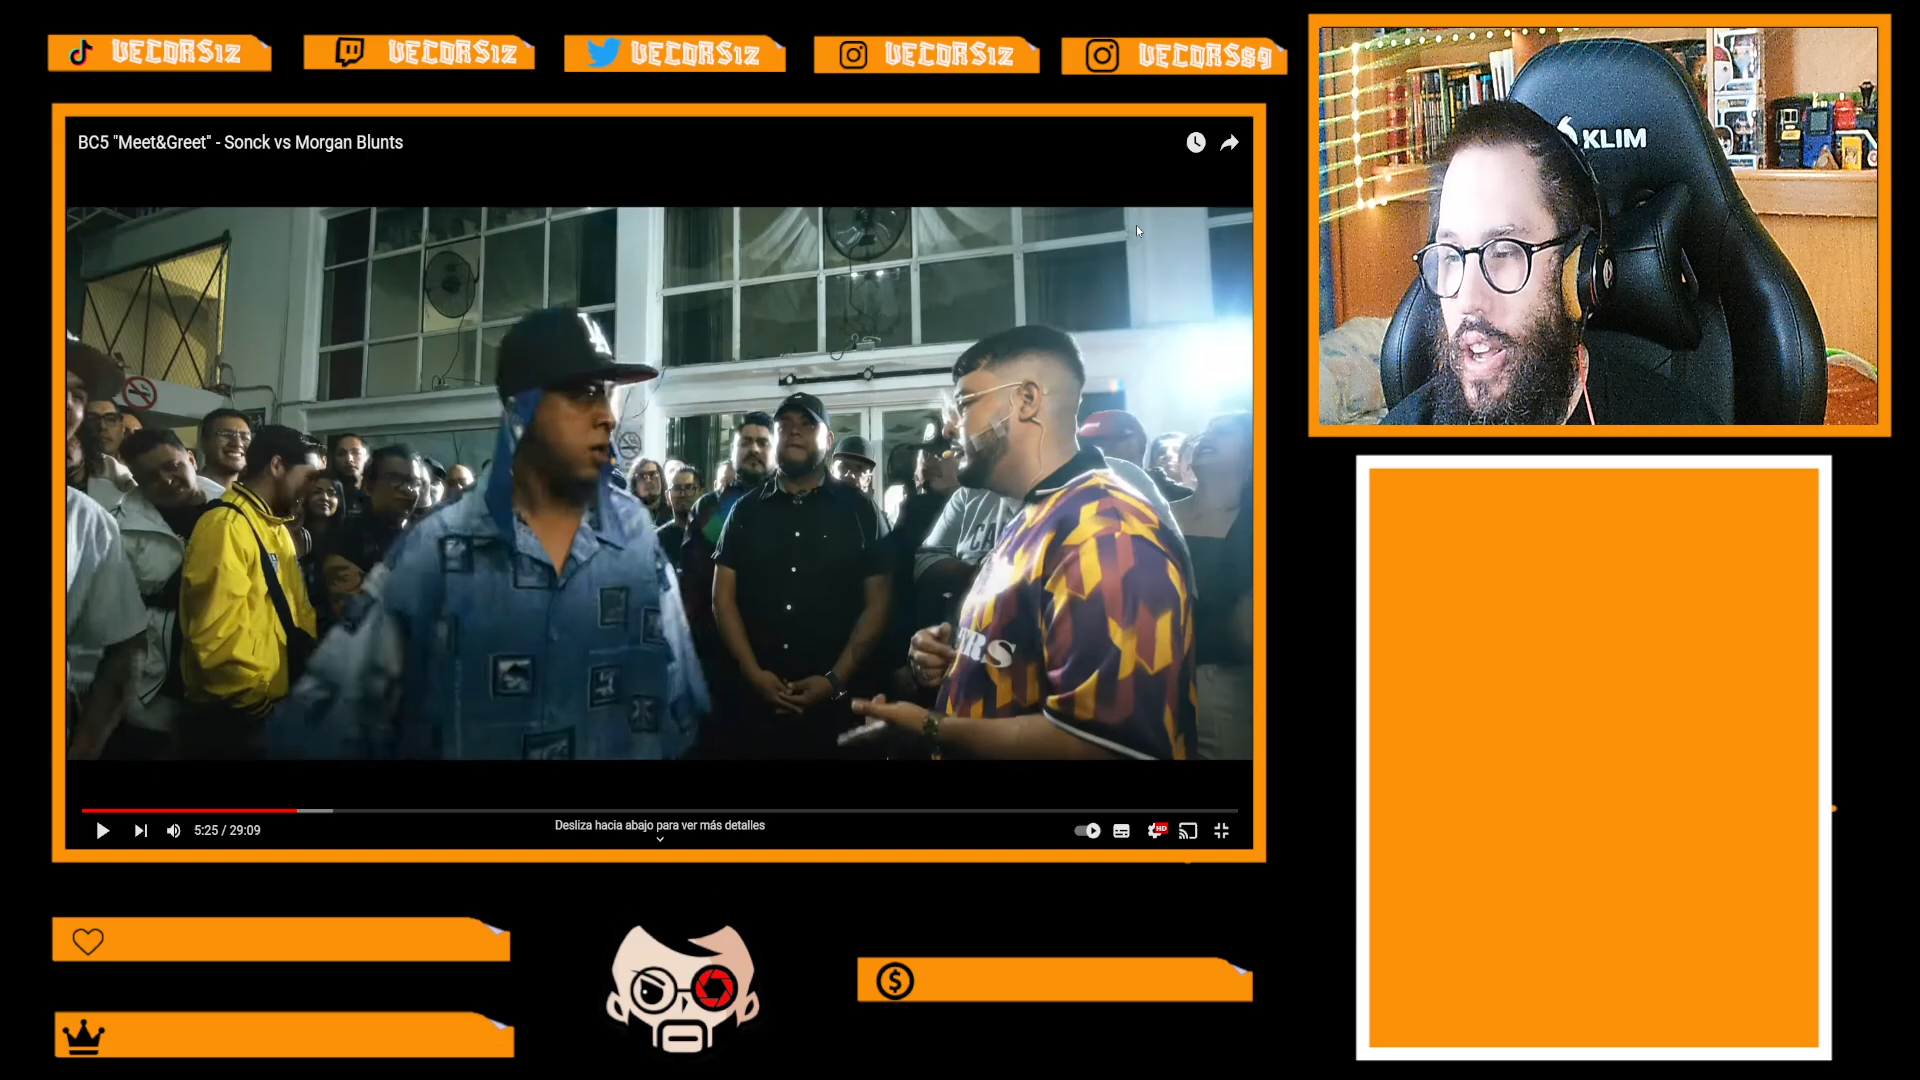 VECORS1Z
VECORS1Z
VECORS1Z
VECORS1Z
VECORS89
BC5 "Meet&Greet" - Sonck vs Morgan Blunts
KLIM
5:25 / 29:09
Desliza hacia abajo para ver más detalles
HD